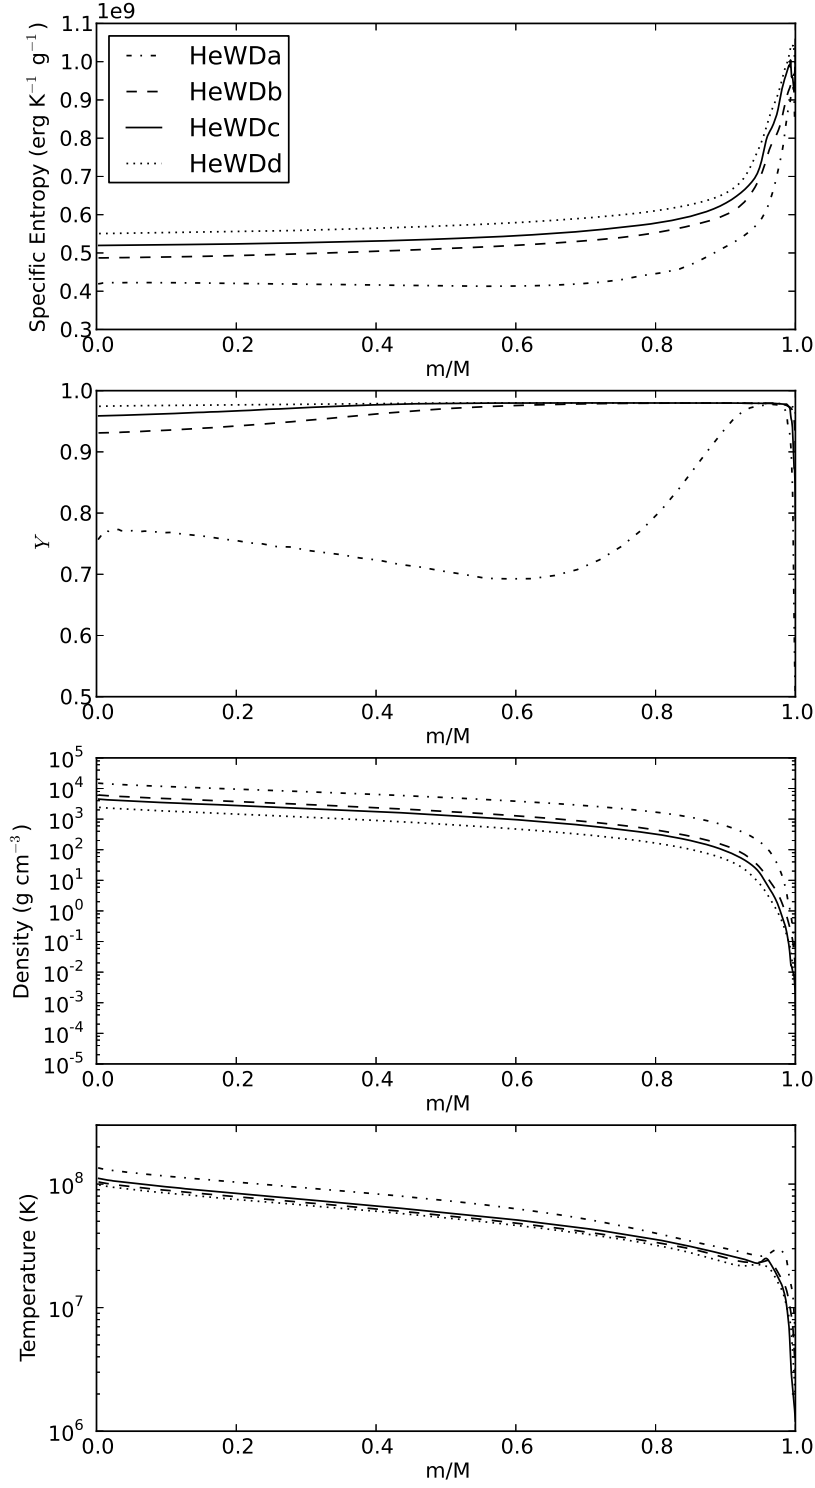 1e9
1.1
1.0
0.9
0.8
0.7
0.6
0.5
0.4
0.3
Specific Entropy (erg K⁻¹ g⁻¹)
HeWDa
HeWDb
HeWDc
HeWDd
0.0 0.2 0.4 0.6 0.8 1.0
m/M
1.0
0.9
0.8
0.7
0.6
0.5
Y
0.0 0.2 0.4 0.6 0.8 1.0
m/M
10⁵
10⁴
10³
10²
10¹
10⁰
10⁻¹
10⁻²
10⁻³
10⁻⁴
10⁻⁵
Density (g cm⁻³)
0.0 0.2 0.4 0.6 0.8 1.0
m/M
10⁸
10⁷
10⁶
Temperature (K)
0.0 0.2 0.4 0.6 0.8 1.0
m/M